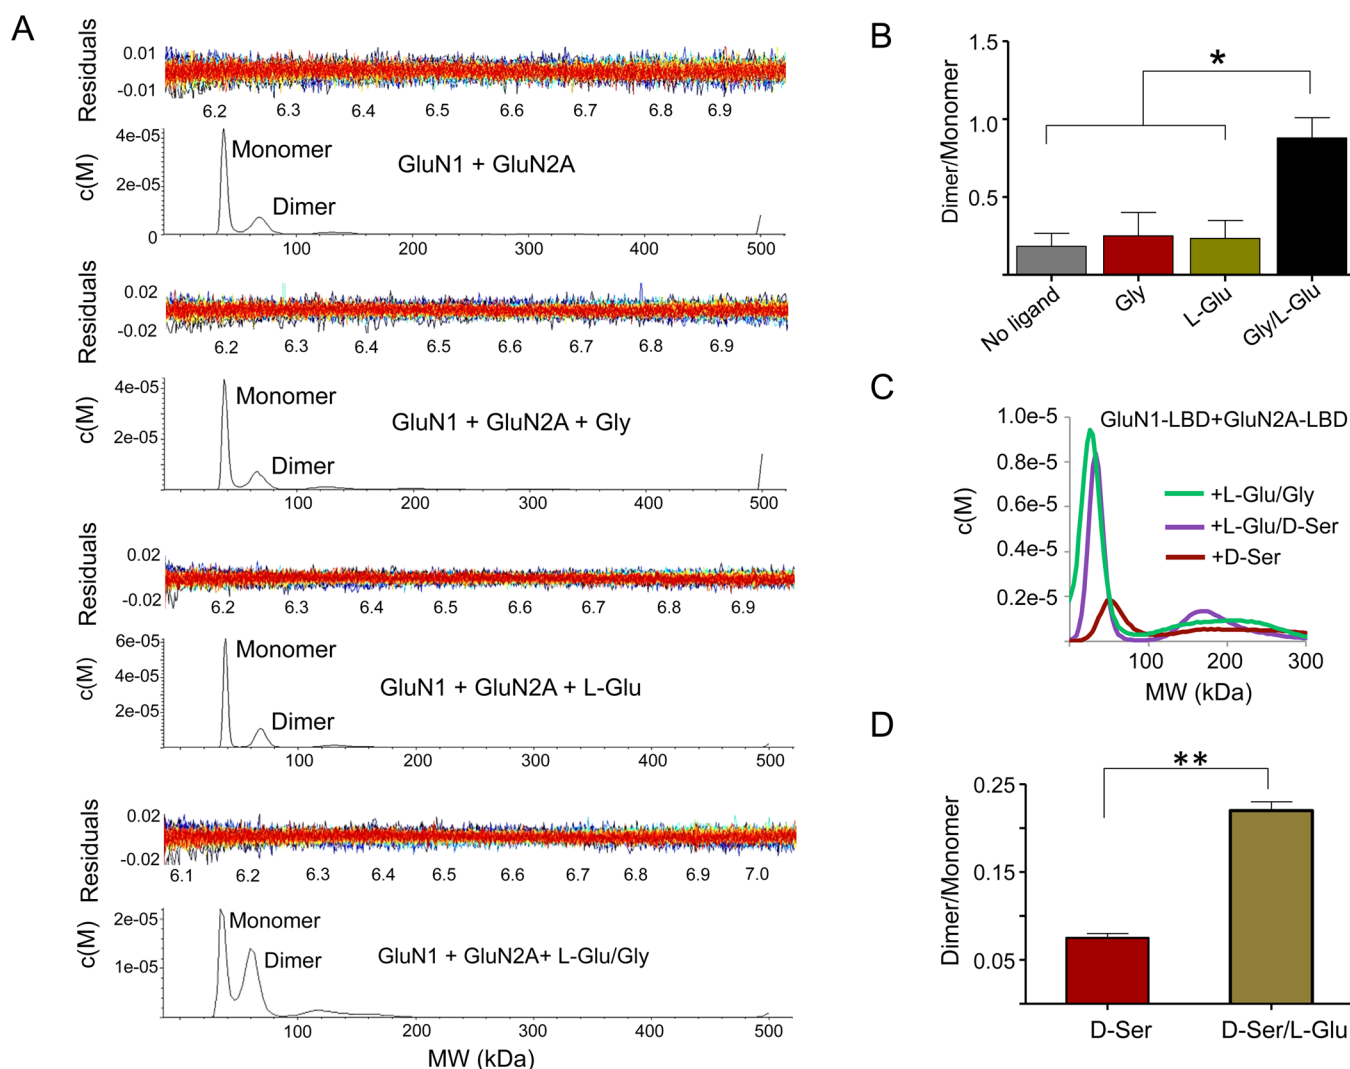 A
Residuals
0.01
-0.01
6.2 6.3 6.4 6.5 6.6 6.7 6.8 6.9
c(M)
4e-05
2e-05
0
Monomer
Dimer
GluN1 + GluN2A
100 200 300 400 500
Residuals
0.02
-0.02
6.2 6.3 6.4 6.5 6.6 6.7 6.8 6.9
c(M)
4e-05
2e-05
Monomer
Dimer
GluN1 + GluN2A + Gly
100 200 300 400 500
Residuals
0.02
-0.02
6.2 6.3 6.4 6.5 6.6 6.7 6.8 6.9
c(M)
6e-05
4e-05
2e-05
Monomer
Dimer
GluN1 + GluN2A + L-Glu
100 200 300 400 500
Residuals
0.02
-0.02
6.1 6.2 6.3 6.4 6.5 6.6 6.7 6.8 6.9 7.0
c(M)
2e-05
1e-05
Monomer
Dimer
GluN1 + GluN2A+ L-Glu/Gly
100 200 300 400 500
MW (kDa)
B
Dimer/Monomer
1.5
1.0
0.5
*
No ligand
Gly
L-Glu
Gly/L-Glu
C
c(M)
1.0e-5
0.8e-5
0.6e-5
0.4e-5
0.2e-5
GluN1-LBD+GluN2A-LBD
+L-Glu/Gly
+L-Glu/D-Ser
+D-Ser
100 200 300
MW (kDa)
D
Dimer/Monomer
0.25
0.15
0.05
**
D-Ser
D-Ser/L-Glu